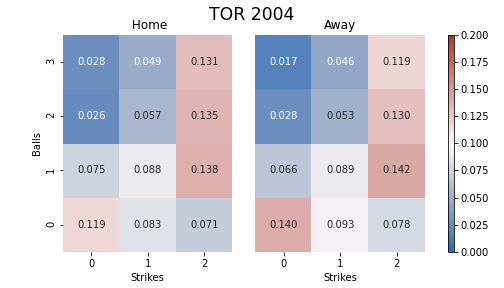 TOR 2004
Home
Away
3 0.028 0.049 0.131 0.017 0.046 0.119
2 0.026 0.057 0.135 0.028 0.053 0.130
1 0.075 0.088 0.138 0.066 0.089 0.142
0 0.119 0.083 0.071 0.140 0.093 0.078
Balls
0 1 2
Strikes
0 1 2
Strikes
0.200
0.175
0.150
0.125
0.100
0.075
0.050
0.025
0.000